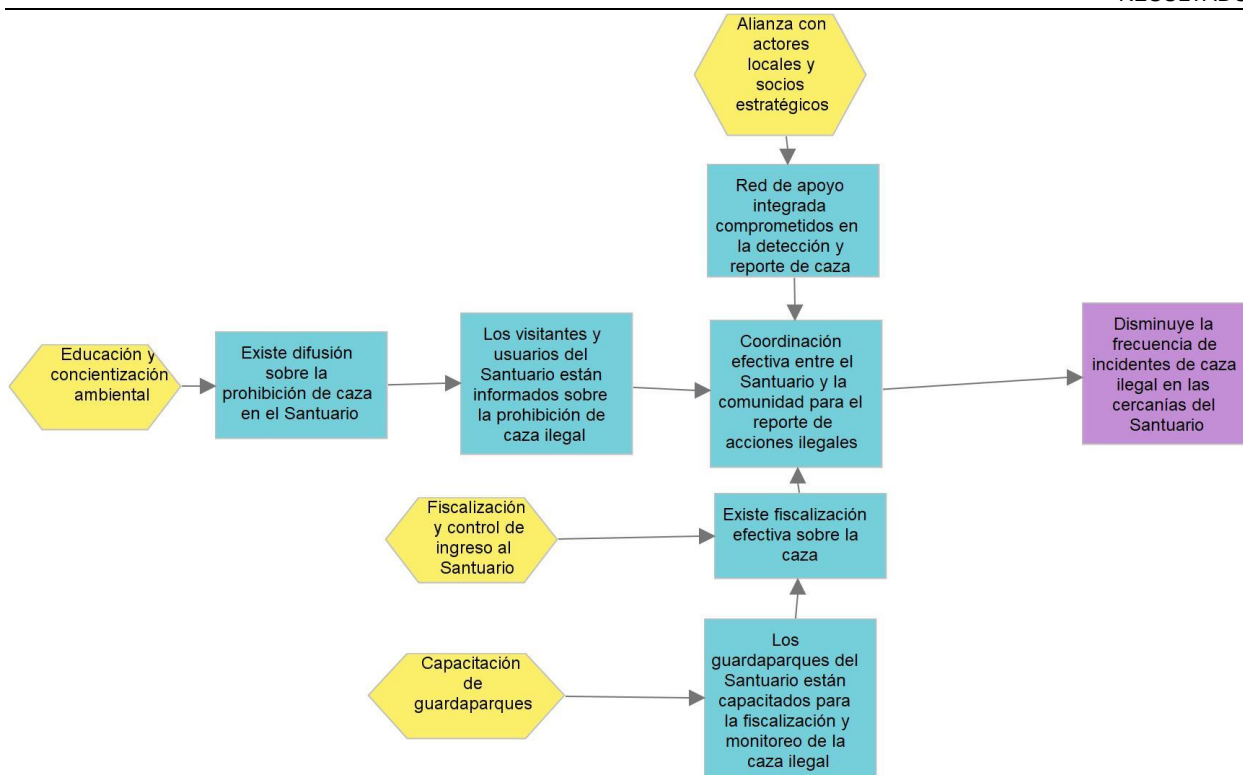 Alianza con
actores
locales y
socios
estratégicos
Red de apoyo
integrada
comprometidos en
la detección y
reporte de caza
Educación y
concientización
ambiental
Existe difusión
sobre la
prohibición de caza
en el Santuario
Los visitantes y
usuarios del
Santuario están
informados sobre
la prohibición de
caza ilegal
Coordinación
efectiva entre el
Santuario y la
comunidad para el
reporte de
acciones ilegales
Disminuye la
frecuencia de
incidentes de caza
ilegal en las
cercanías del
Santuario
Fiscalización
y control de
ingreso al
Santuario
Existe fiscalización
efectiva sobre la
caza
Capacitación
de
guardaparques
Los
guardaparques del
Santuario están
capacitados para
la fiscalización y
monitoreo de la
caza ilegal